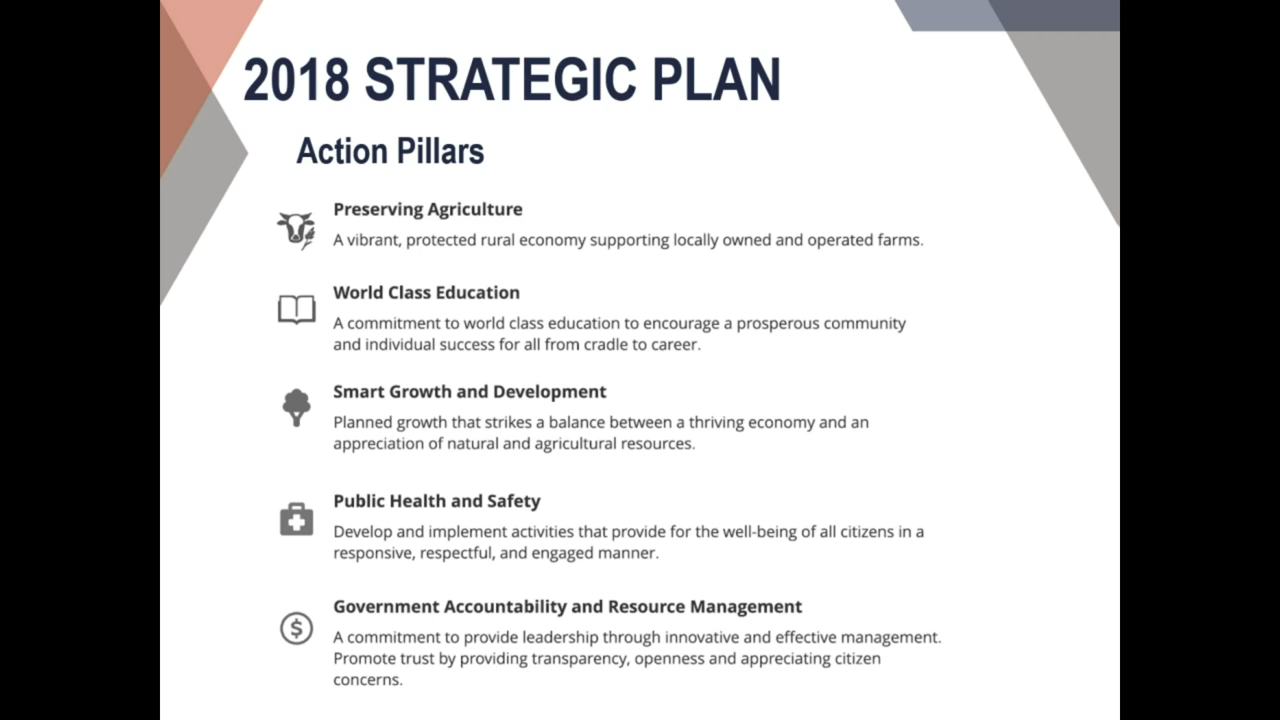 2018 STRATEGIC PLAN
Action Pillars
Preserving Agriculture
A vibrant, protected rural economy supporting locally owned and operated farms.
World Class Education
A commitment to world class education to encourage a prosperous community
and individual success for all from cradle to career.
Smart Growth and Development
Planned growth that strikes a balance between a thriving economy and an
appreciation of natural and agricultural resources.
Public Health and Safety
Develop and implement activities that provide for the well-being of all citizens in a
responsive, respectful, and engaged manner.
Government Accountability and Resource Management
$
A commitment to provide leadership through innovative and effective management.
Promote trust by providing transparency, openness and appreciating citizen
concerns.